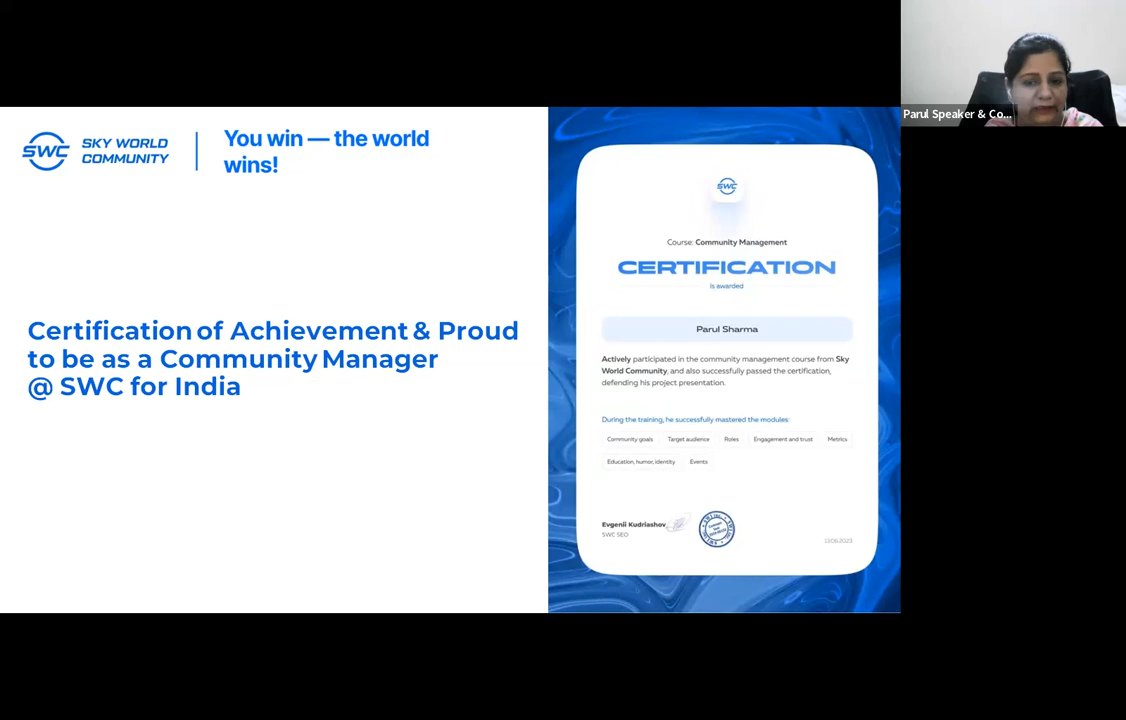 Parul Speaker & Co...
SWC
SKY WORLD
COMMUNITY
You win — the world
wins!
Certification of Achievement & Proud
to be as a Community Manager
@ SWC for India
SWC
Course: Community Management
CERTIFICATION
is awarded
Parul Sharma
Actively participated in the community management course from Sky
World Community, and also successfully passed the certification,
defending his project presentation.
During the training, he successfully mastered the modules:
Community goals Target audience Roles Engagement and trust Metrics
Education, humor, identity Events
Evgenii Kudriashov
SWC SEO
13.06.2023